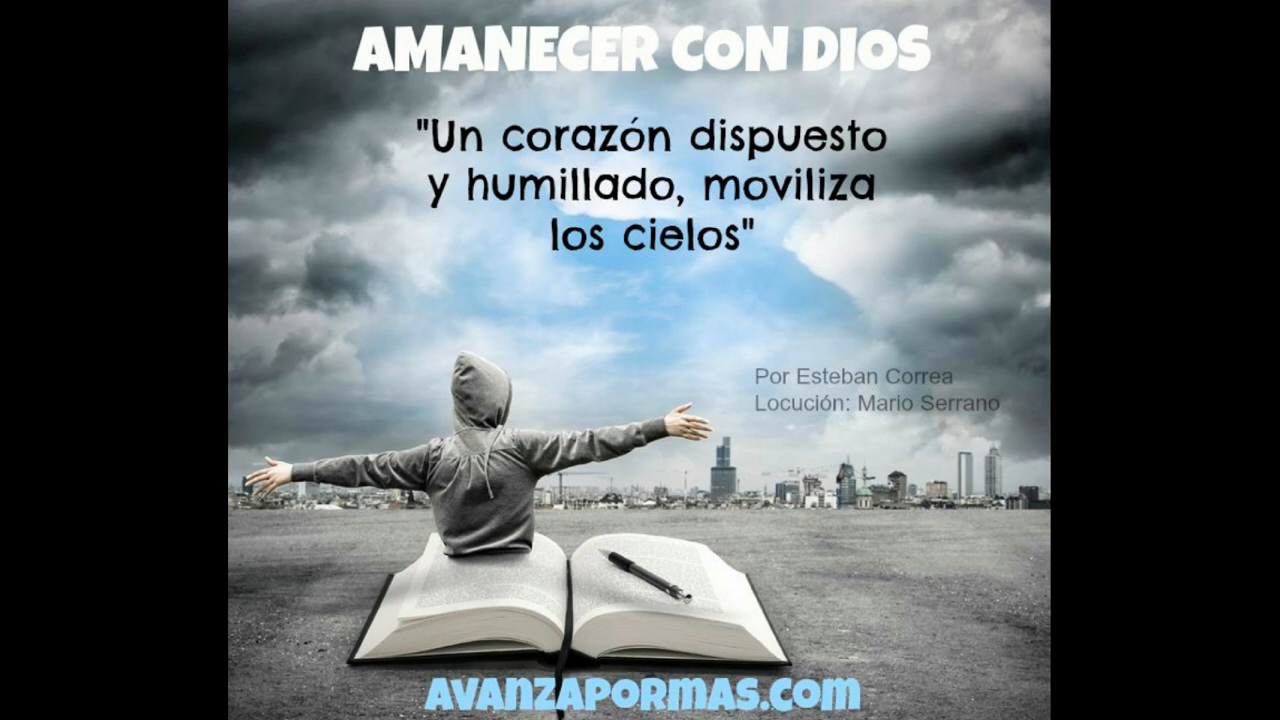 AMANECER CON DIOS
"Un corazón dispuesto
y humillado, moviliza
los cielos"
Por Esteban Correa
Locución: Mario Serrano
AVANZAPORMAS.COM